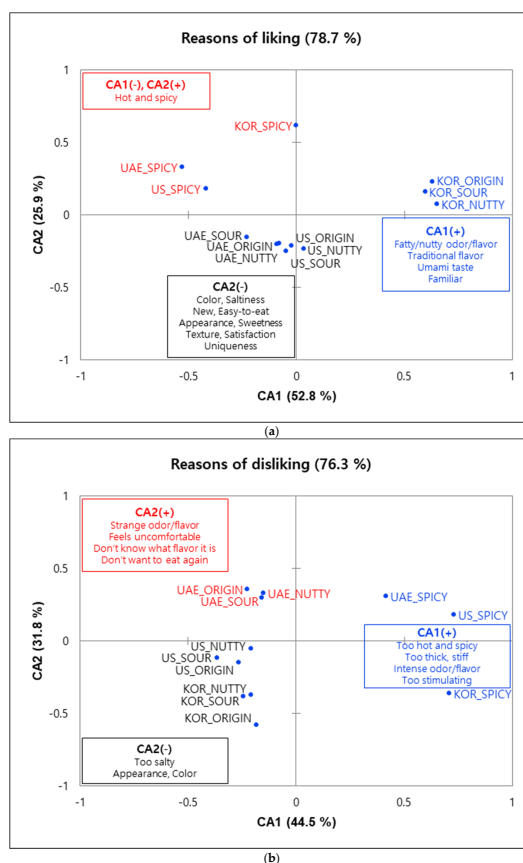 Reasons of liking (78.7 %)
1
CA1(-), CA2(+)
Hot and spicy
KOR_SPICY
0.5
UAE_SPICY
US_SPICY
KOR_ORIGIN
KOR_SOUR
KOR_NUTTY
CA2 (25.9 %)
0
UAE_SOUR
UAE_ORIGIN
UAE_NUTTY
US_ORIGIN
US_NUTTY
US_SOUR
CA1(+)
Fatty/nutty odor/flavor
Traditional flavor
Umami taste
Familiar
-0.5
CA2(-)
Color, Saltiness
New, Easy-to-eat
Appearance, Sweetness
Texture, Satisfaction
Uniqueness
-1
-1 -0.5 0 0.5 1
CA1 (52.8 %)
(a)
Reasons of disliking (76.3 %)
1
CA2(+)
Strange odor/flavor
Feels uncomfortable
Don't know what flavor it is
Don't want to eat again
0.5
UAE_ORIGIN
UAE_NUTTY
UAE_SOUR
UAE_SPICY
US_SPICY
CA2 (31.8 %)
0
US_NUTTY
US_SOUR
US_ORIGIN
CA1(+)
Too hot and spicy
Too thick, stiff
Intense odor/flavor
Too stimulating
KOR_NUTTY
KOR_SOUR
KOR_SPICY
-0.5
KOR_ORIGIN
CA2(-)
Too salty
Appearance, Color
-1
-1 -0.5 0 0.5 1
CA1 (44.5 %)
(b)